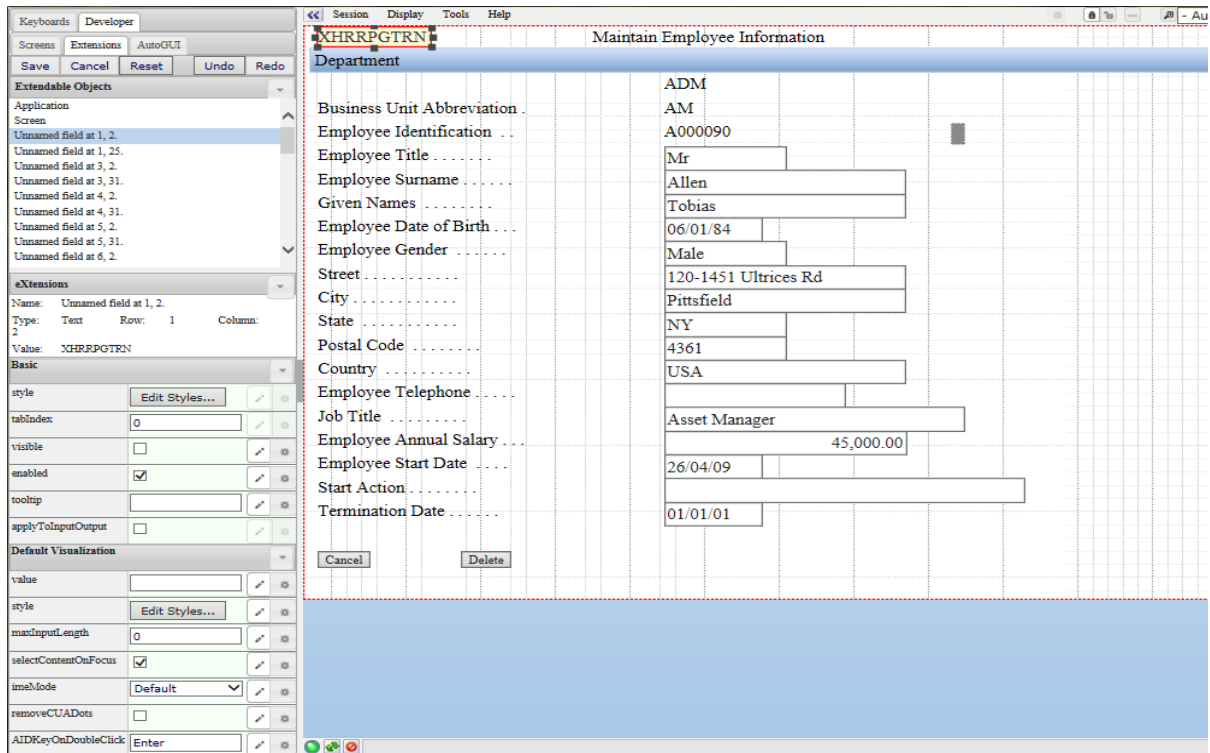 Keyboards Developer
Screens Extensions AutoGUI
Save Cancel Reset Undo Redo
Extendable Objects
Application
Screen
Unnamed field at 1, 2.
Unnamed field at 1, 25.
Unnamed field at 3, 2.
Unnamed field at 3, 31.
Unnamed field at 4, 2.
Unnamed field at 4, 31.
Unnamed field at 5, 2.
Unnamed field at 5, 31.
Unnamed field at 6, 2.
eXtensions
Name: Unnamed field at 1, 2.
Type: Text Row: 1 Column:
2
Value: XHRRPGTRN
Basic
style Edit Styles...
tabIndex 0
visible
enabled
tooltip
applyToInputOutput
Default Visualization
value
style Edit Styles...
maxInputLength 0
selectContentOnFocus
imeMode Default
removeCUADots
AIDKeyOnDoubleClick Enter
Session Display Tools Help - Au
XHRRPGTRN Maintain Employee Information
Department
ADM
Business Unit Abbreviation . AM
Employee Identification . . A000090
Employee Title . . . . . . . Mr
Employee Surname . . . . . . Allen
Given Names . . . . . . . . Tobias
Employee Date of Birth . . . 06/01/84
Employee Gender . . . . . . Male
Street . . . . . . . . . . . 120-1451 Ultrices Rd
City . . . . . . . . . . . . Pittsfield
State . . . . . . . . . . . NY
Postal Code . . . . . . . . 4361
Country . . . . . . . . . . USA
Employee Telephone . . . . .
Job Title . . . . . . . . . Asset Manager
Employee Annual Salary . . . 45,000.00
Employee Start Date . . . . 26/04/09
Start Action . . . . . . . .
Termination Date . . . . . . 01/01/01
Cancel Delete